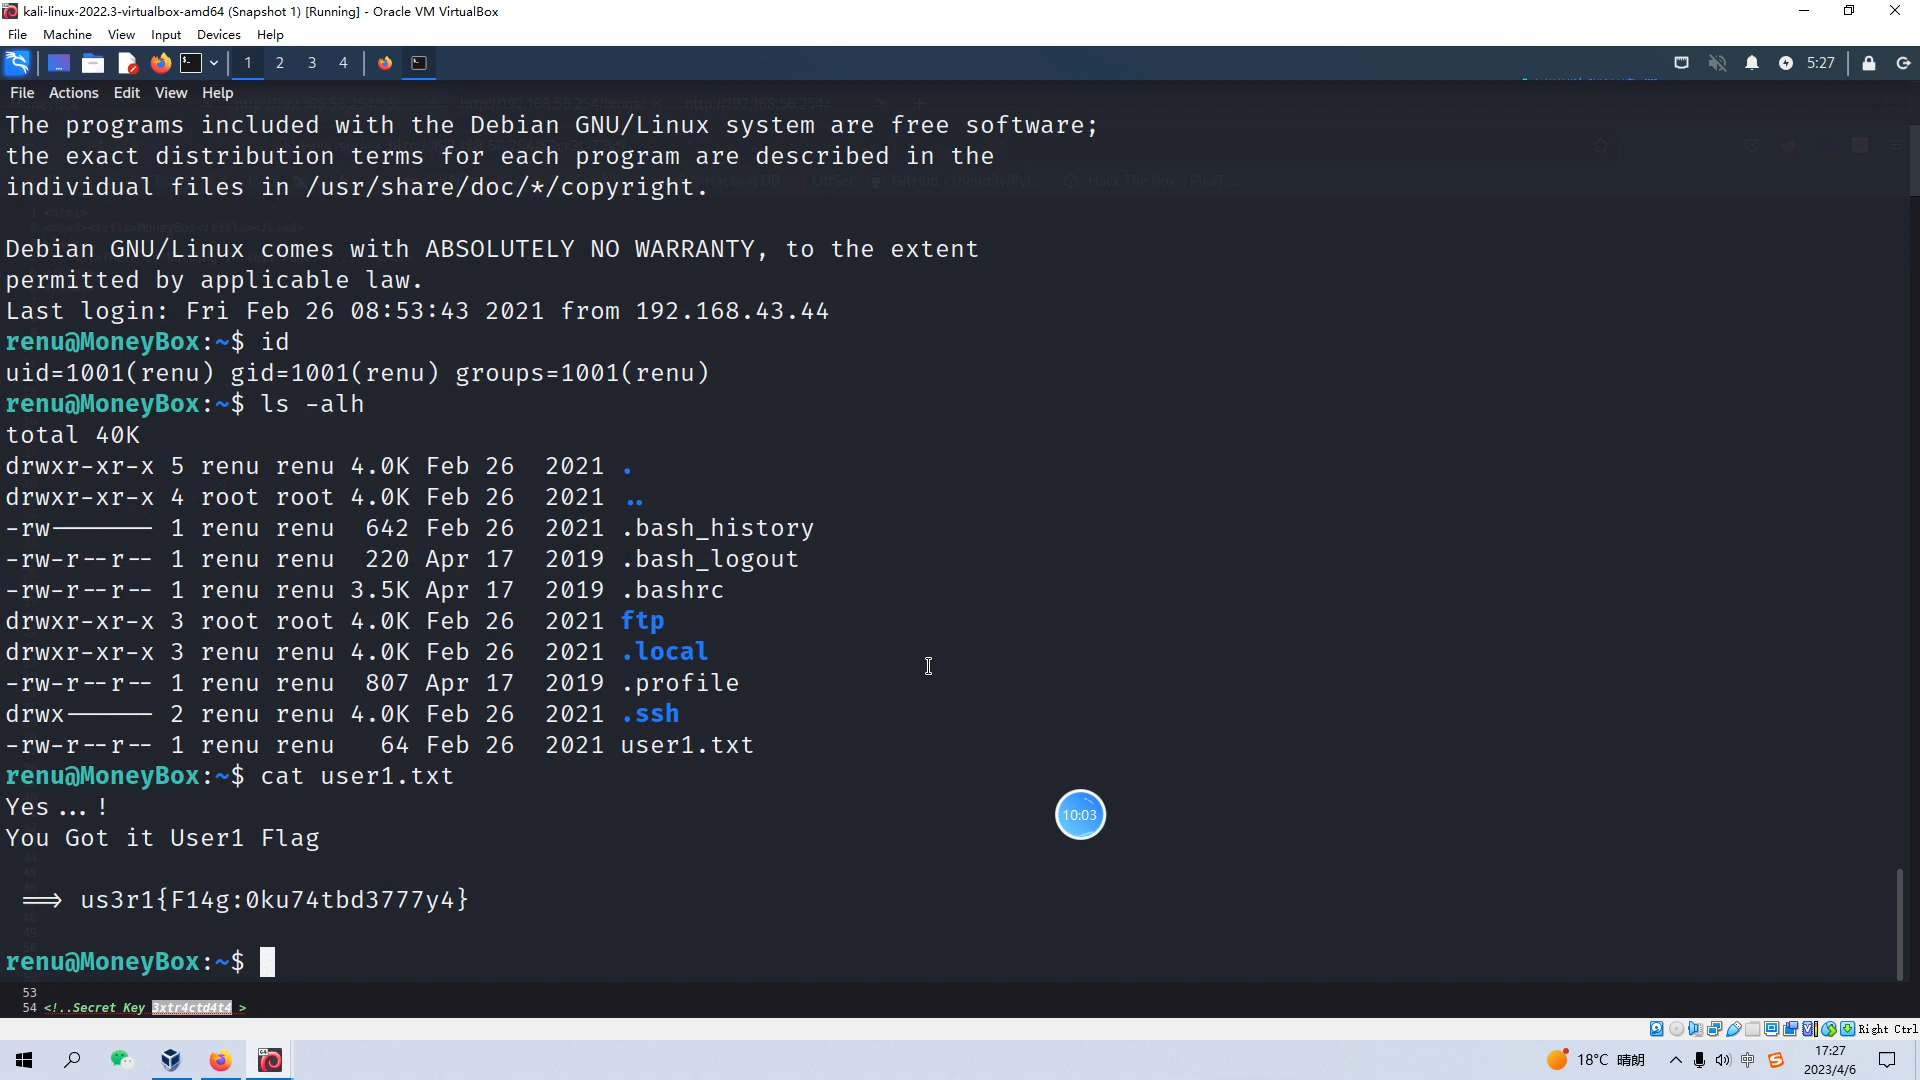 kali-linux-2022.3-virtualbox-amd64 (Snapshot 1) [Running] - Oracle VM VirtualBox
File Machine View Input Devices Help
1 2 3 4 5:27
File Actions Edit View Help
The programs included with the Debian GNU/Linux system are free software;
the exact distribution terms for each program are described in the
individual files in /usr/share/doc/*/copyright.
Debian GNU/Linux comes with ABSOLUTELY NO WARRANTY, to the extent
permitted by applicable law.
Last login: Fri Feb 26 08:53:43 2021 from 192.168.43.44
renu@MoneyBox:~$ id
uid=1001(renu) gid=1001(renu) groups=1001(renu)
renu@MoneyBox:~$ ls -alh
total 40K
drwxr-xr-x 5 renu renu 4.0K Feb 26 2021 .
drwxr-xr-x 4 root root 4.0K Feb 26 2021 ..
-rw------- 1 renu renu 642 Feb 26 2021 .bash_history
-rw-r--r-- 1 renu renu 220 Apr 17 2019 .bash_logout
-rw-r--r-- 1 renu renu 3.5K Apr 17 2019 .bashrc
drwxr-xr-x 3 root root 4.0K Feb 26 2021 ftp
drwxr-xr-x 3 renu renu 4.0K Feb 26 2021 .local
-rw-r--r-- 1 renu renu 807 Apr 17 2019 .profile
drwx------ 2 renu renu 4.0K Feb 26 2021 .ssh
-rw-r--r-- 1 renu renu 64 Feb 26 2021 user1.txt
renu@MoneyBox:~$ cat user1.txt
Yes...!
You Got it User1 Flag
==> us3r1{F14g:0ku74tbd3777y4}
renu@MoneyBox:~$
10:03
53
54 <!..Secret Key 3xtr4ctd4t4 >
Right Ctrl
18°C 晴朗 中 17:27
2023/4/6